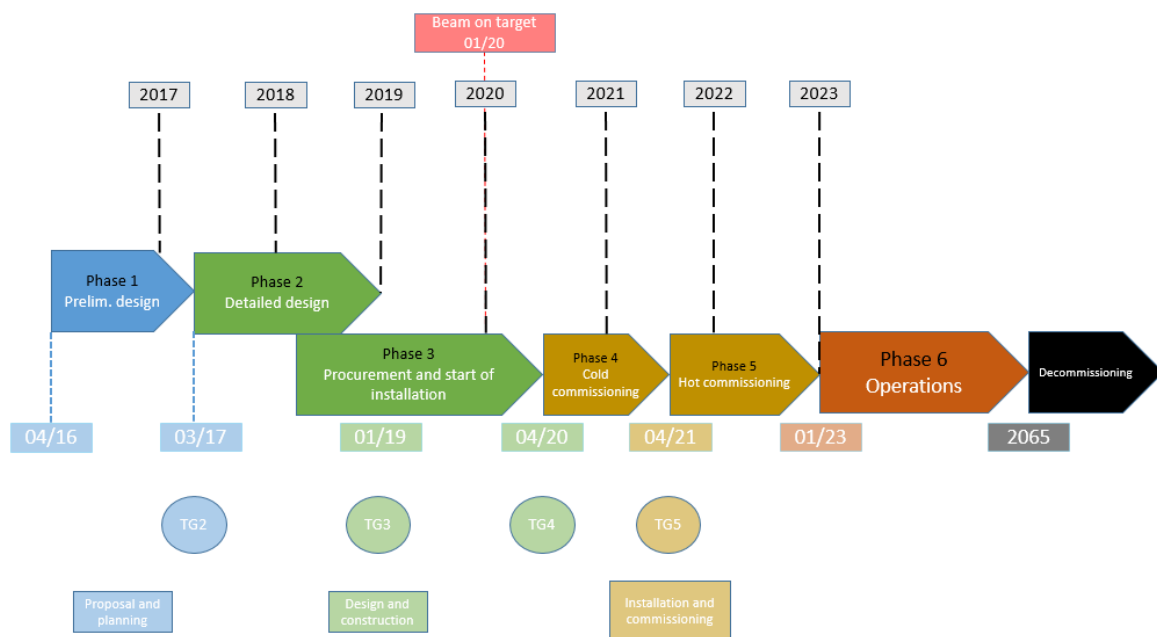 Beam on target
01/20
2017
2018
2019
2020
2021
2022
2023
Phase 1
Prelim. design
Phase 2
Detailed design
Phase 3
Procurement and start of
installation
Phase 4
Cold
commissioning
Phase 5
Hot commissioning
Phase 6
Operations
Decommissioning
04/16
03/17
01/19
04/20
04/21
01/23
2065
TG2
TG3
TG4
TG5
Proposal and
planning
Design and
construction
Installation and
commissioning